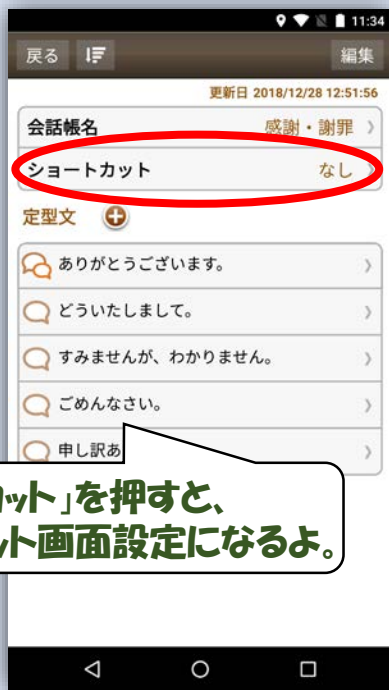 11:34
戻る 編集
更新日 2018/12/28 12:51:56
会話帳名 感謝・謝罪
ショートカット なし
定型文
ありがとうございます。
どういたしまして。
すみませんが、わかりません。
ごめんなさい。
申し訳あ
カット」を押すと、
ット画面設定になるよ。